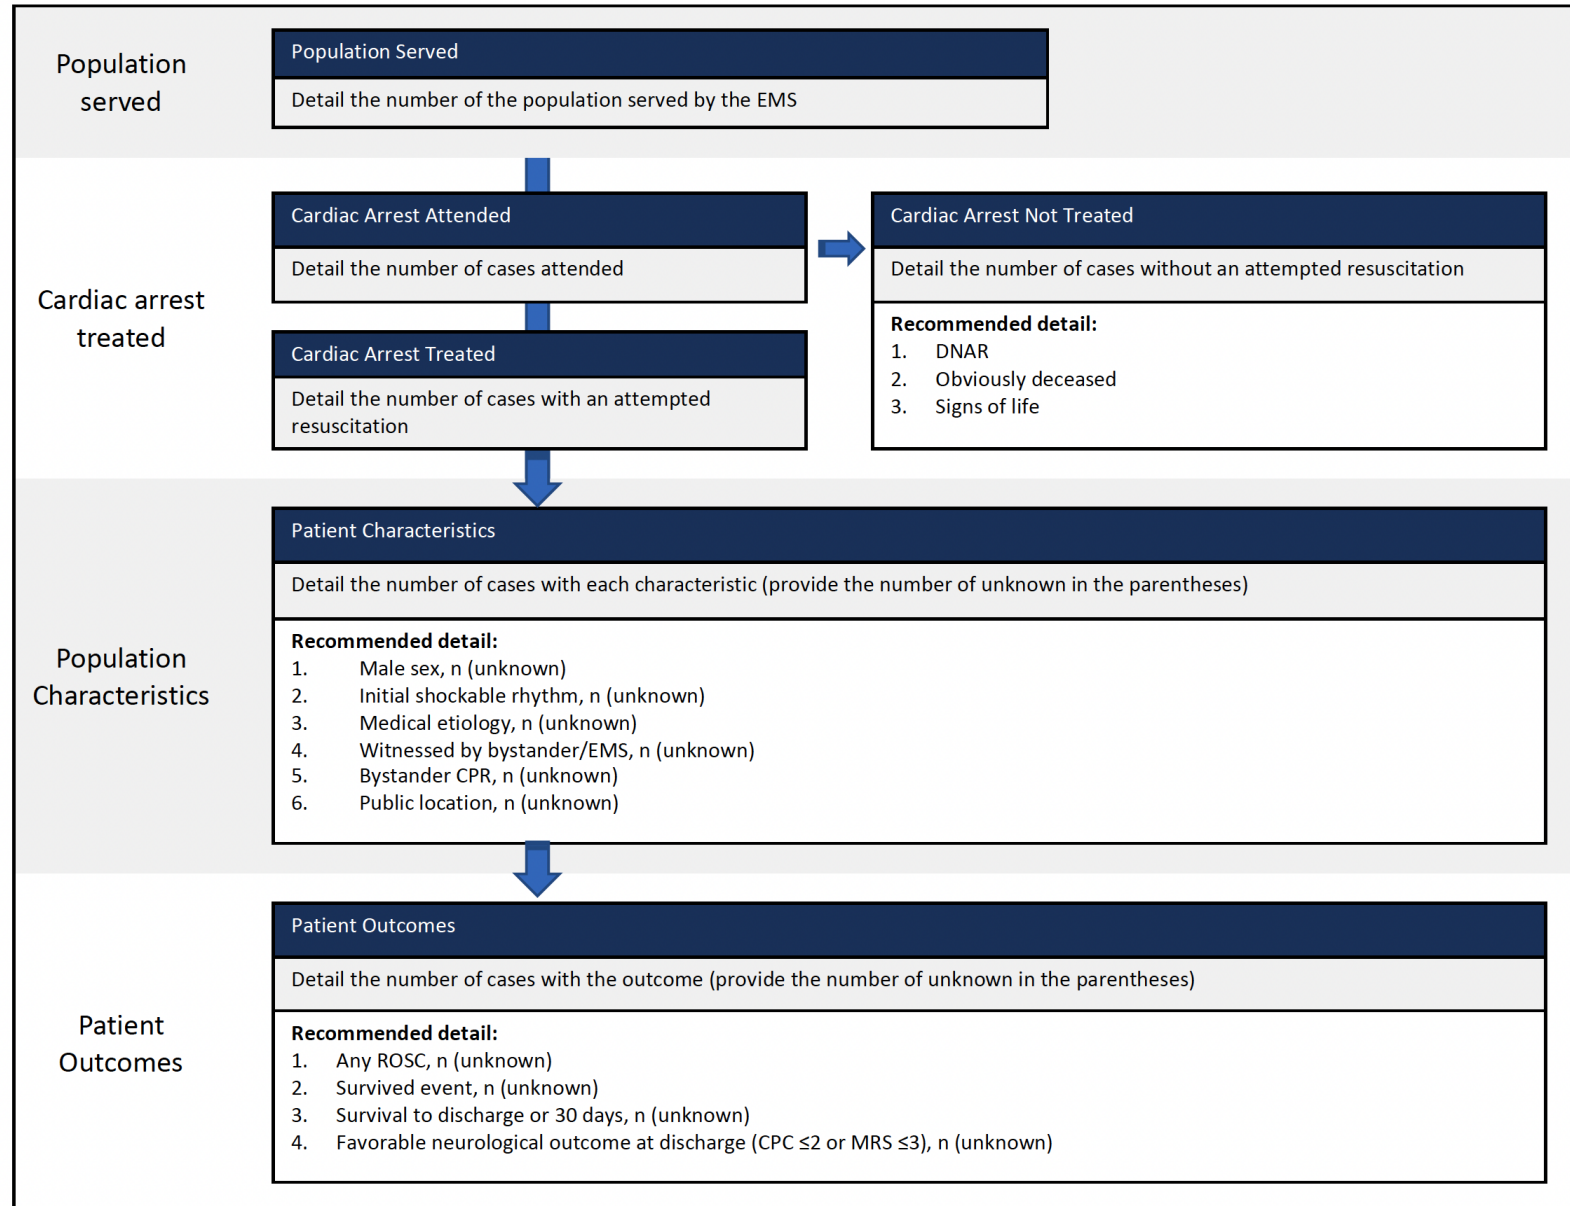 Population
served
Population Served
Detail the number of the population served by the EMS
Cardiac arrest
treated
Cardiac Arrest Attended
Detail the number of cases attended
Cardiac Arrest Not Treated
Detail the number of cases without an attempted resuscitation
Recommended detail:
1. DNAR
2. Obviously deceased
3. Signs of life
Cardiac Arrest Treated
Detail the number of cases with an attempted
resuscitation
Population
Characteristics
Patient Characteristics
Detail the number of cases with each characteristic (provide the number of unknown in the parentheses)
Recommended detail:
1. Male sex, n (unknown)
2. Initial shockable rhythm, n (unknown)
3. Medical etiology, n (unknown)
4. Witnessed by bystander/EMS, n (unknown)
5. Bystander CPR, n (unknown)
6. Public location, n (unknown)
Patient
Outcomes
Patient Outcomes
Detail the number of cases with the outcome (provide the number of unknown in the parentheses)
Recommended detail:
1. Any ROSC, n (unknown)
2. Survived event, n (unknown)
3. Survival to discharge or 30 days, n (unknown)
4. Favorable neurological outcome at discharge (CPC ≤2 or MRS ≤3), n (unknown)